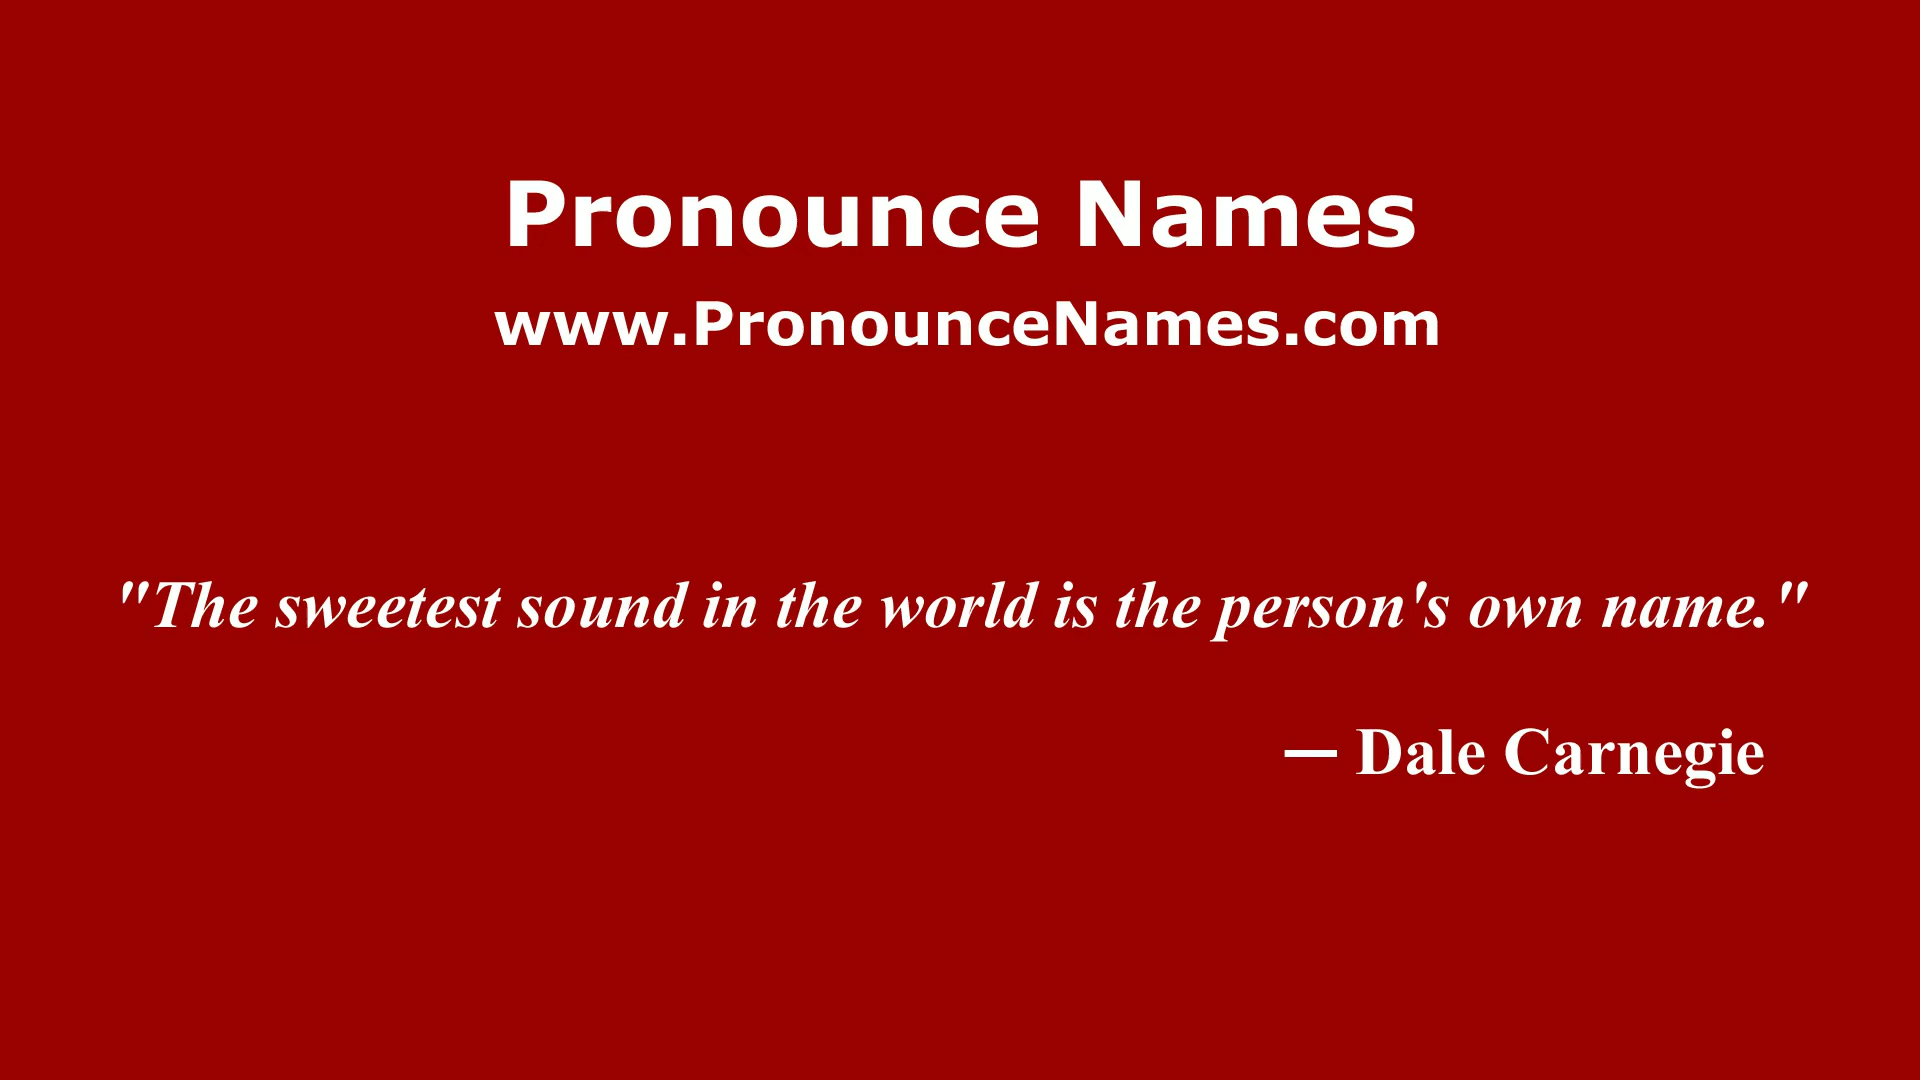 Pronounce Names
www.PronounceNames.com
"The sweetest sound in the world is the person's own name."
— Dale Carnegie